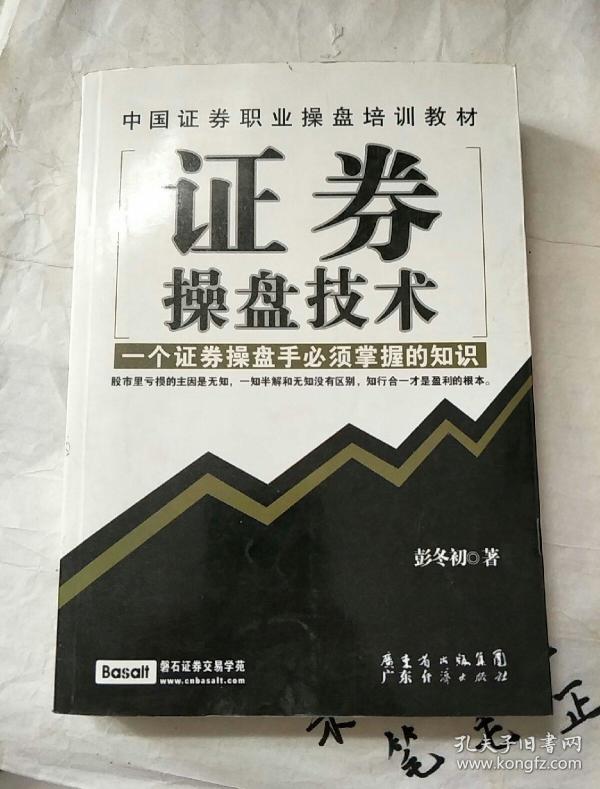 中国证券职业操盘培训教材
证券
操盘技术
一个证券操盘手必须掌握的知识
股市里亏损的主因是无知，一知半解和无知没有区别，知行合一才是盈利的根本。
彭冬初◎著
Basalt
磐石证券交易学苑
www.cnbasalt.com
广东省出版集团
广东经济出版社
笔
正
孔夫子旧书网
www.kongfz.com